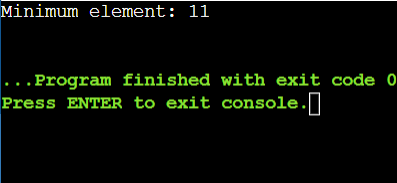 Minimum element: 11
...Program finished with exit code 0
Press ENTER to exit console.